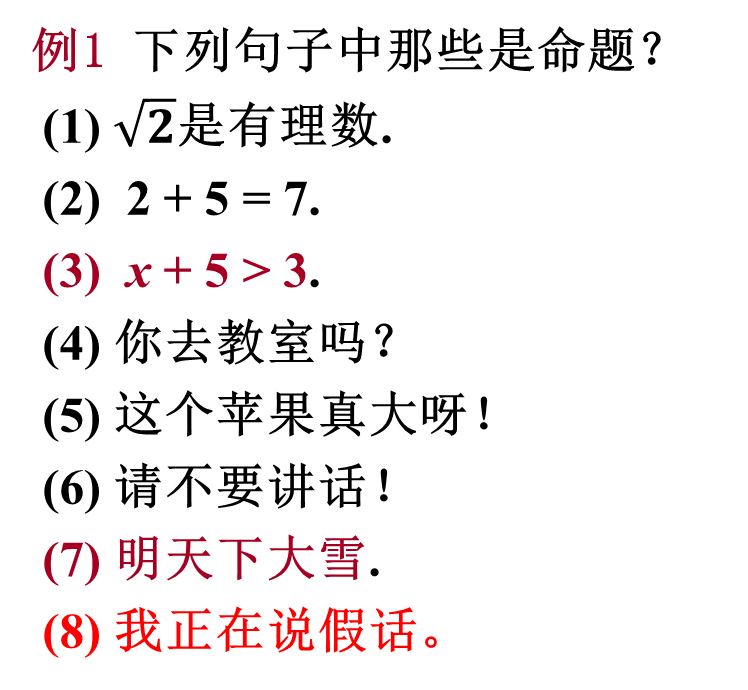 例1 下列句子中那些是命题？
(1) √2是有理数.
(2) 2 + 5 = 7.
(3) x + 5 > 3.
(4) 你去教室吗？
(5) 这个苹果真大呀！
(6) 请不要讲话！
(7) 明天下大雪.
(8) 我正在说假话。